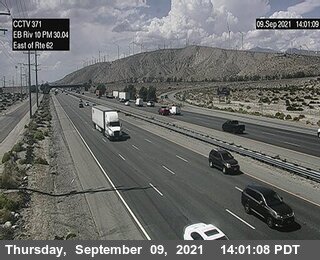 CCTV 371
EB Riv 10 PM 30.04
East of Rte 62
09.Sep.2021 14:01:09
Thursday, September 09, 2021 14:01:08 PDT